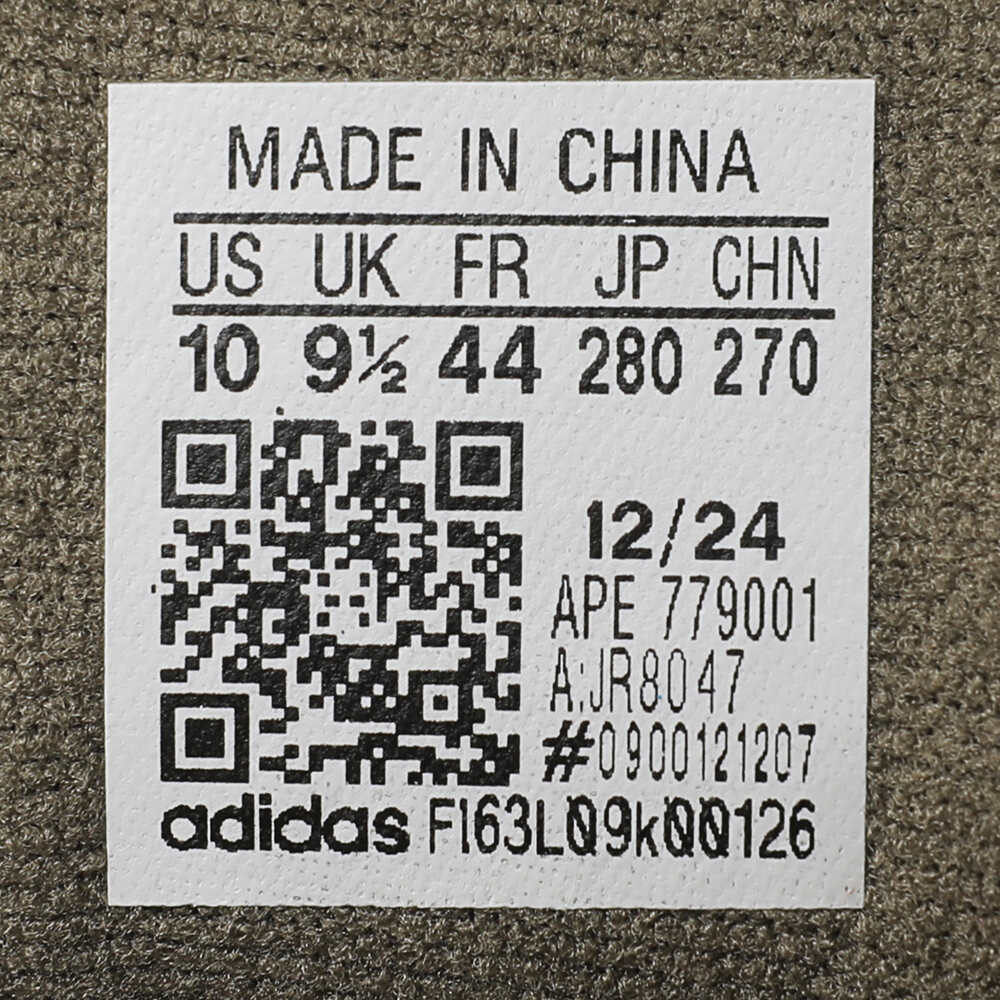 MADE IN CHINA
US UK FR JP CHN
10 9½ 44 280 270
12/24
APE 779001
A:JR8047
#0900121207
adidas FI63L09k00126